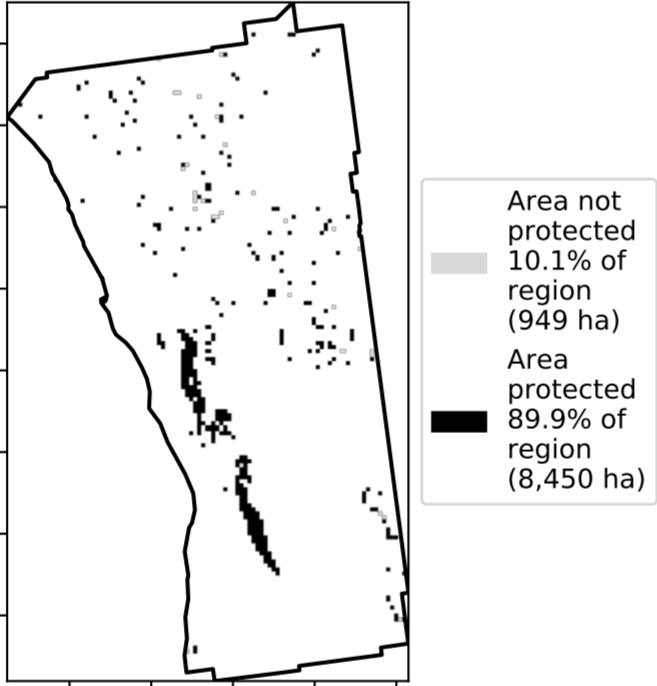 Area not
protected
10.1% of
region
(949 ha)
Area
protected
89.9% of
region
(8,450 ha)